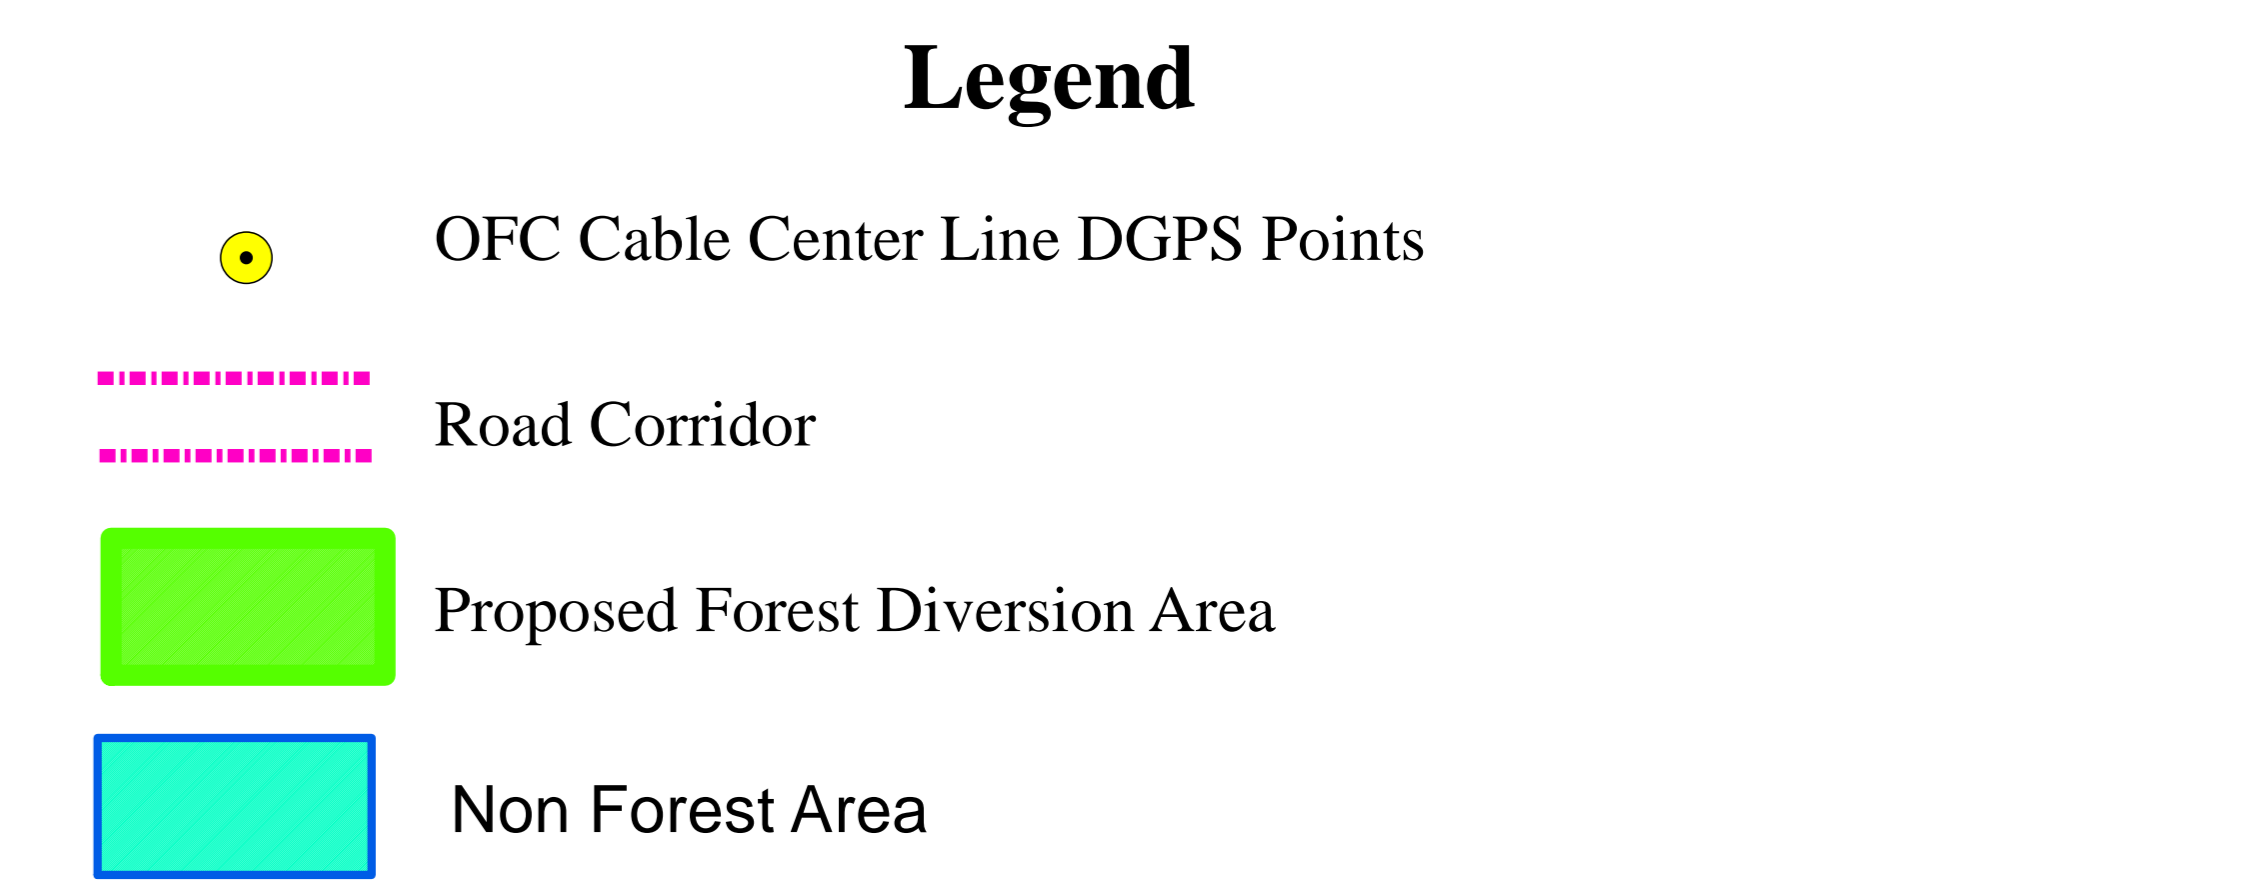 Legend
OFC Cable Center Line DGPS Points
Road Corridor
Proposed Forest Diversion Area
Non Forest Area